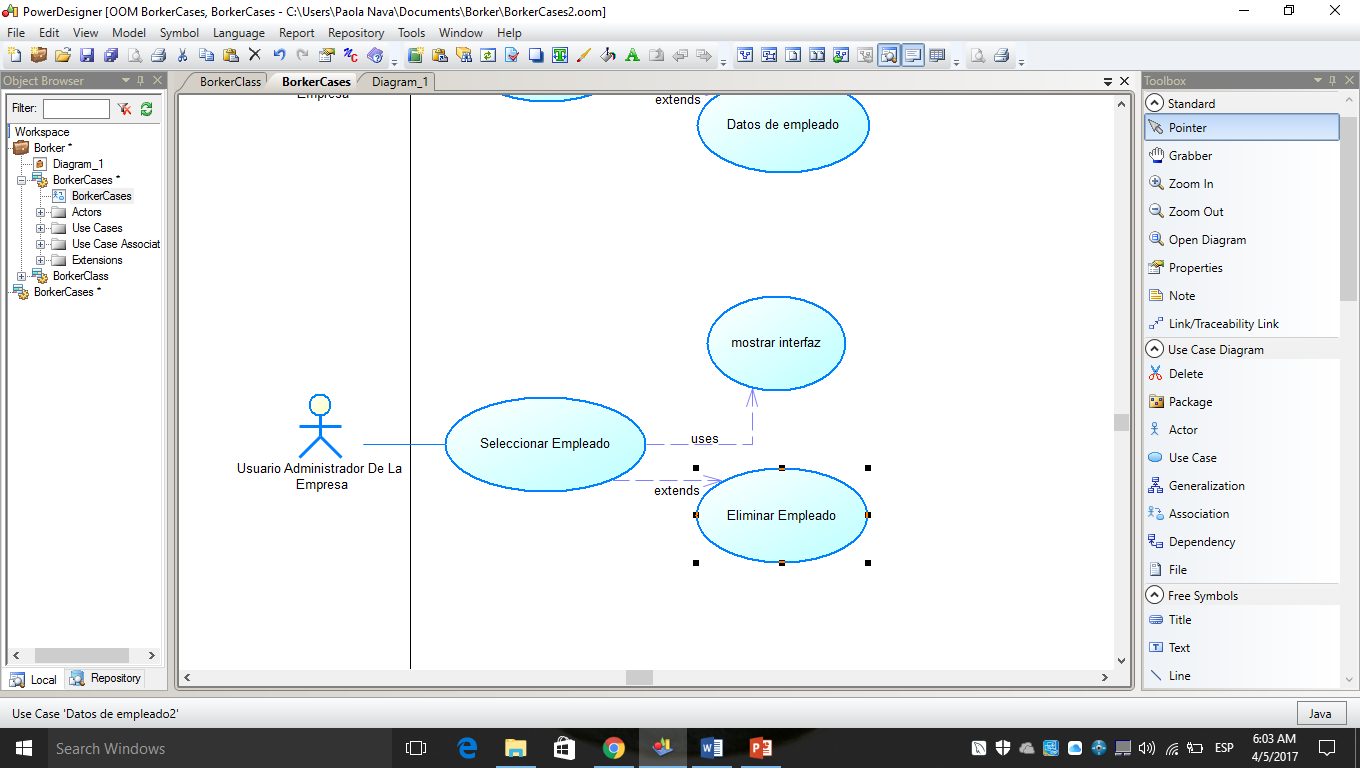 PowerDesigner [OOM BorkerCases, BorkerCases - C:\Users\Paola Nava\Documents\Borker\BorkerCases2.oom]
File Edit View Model Symbol Language Report Repository Tools Window Help
Object Browser
Filter:
Workspace
Borker *
Diagram_1
BorkerCases *
BorkerCases
Actors
Use Cases
Use Case Associat
Extensions
BorkerClass
BorkerCases *
Local Repository
BorkerClass BorkerCases Diagram_1
Empresa
extends
Datos de empleado
mostrar interfaz
Seleccionar Empleado
uses
Usuario Administrador De La
Empresa
extends
Eliminar Empleado
Toolbox
Standard
Pointer
Grabber
Zoom In
Zoom Out
Open Diagram
Properties
Note
Link/Traceability Link
Use Case Diagram
Delete
Package
Actor
Use Case
Generalization
Association
Dependency
File
Free Symbols
Title
Text
Line
Use Case 'Datos de empleado2'
Java
Search Windows
ESP
6:03 AM
4/5/2017